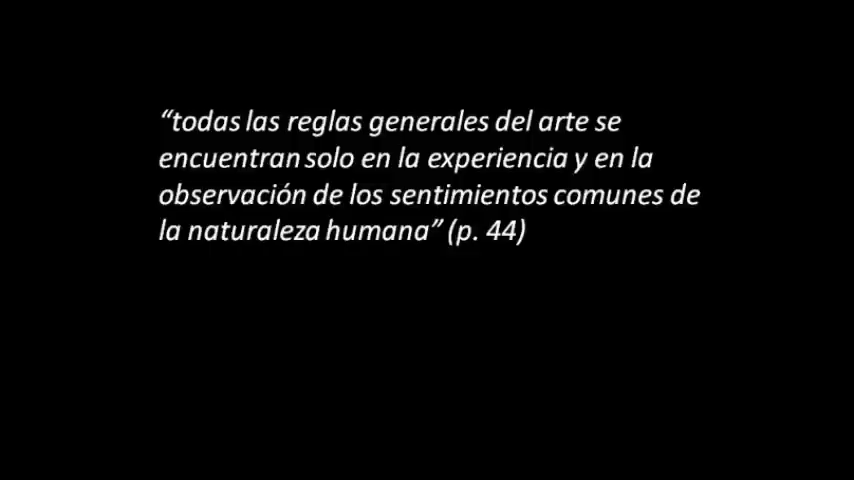 “todas las reglas generales del arte se
encuentran solo en la experiencia y en la
observación de los sentimientos comunes de
la naturaleza humana” (p. 44)